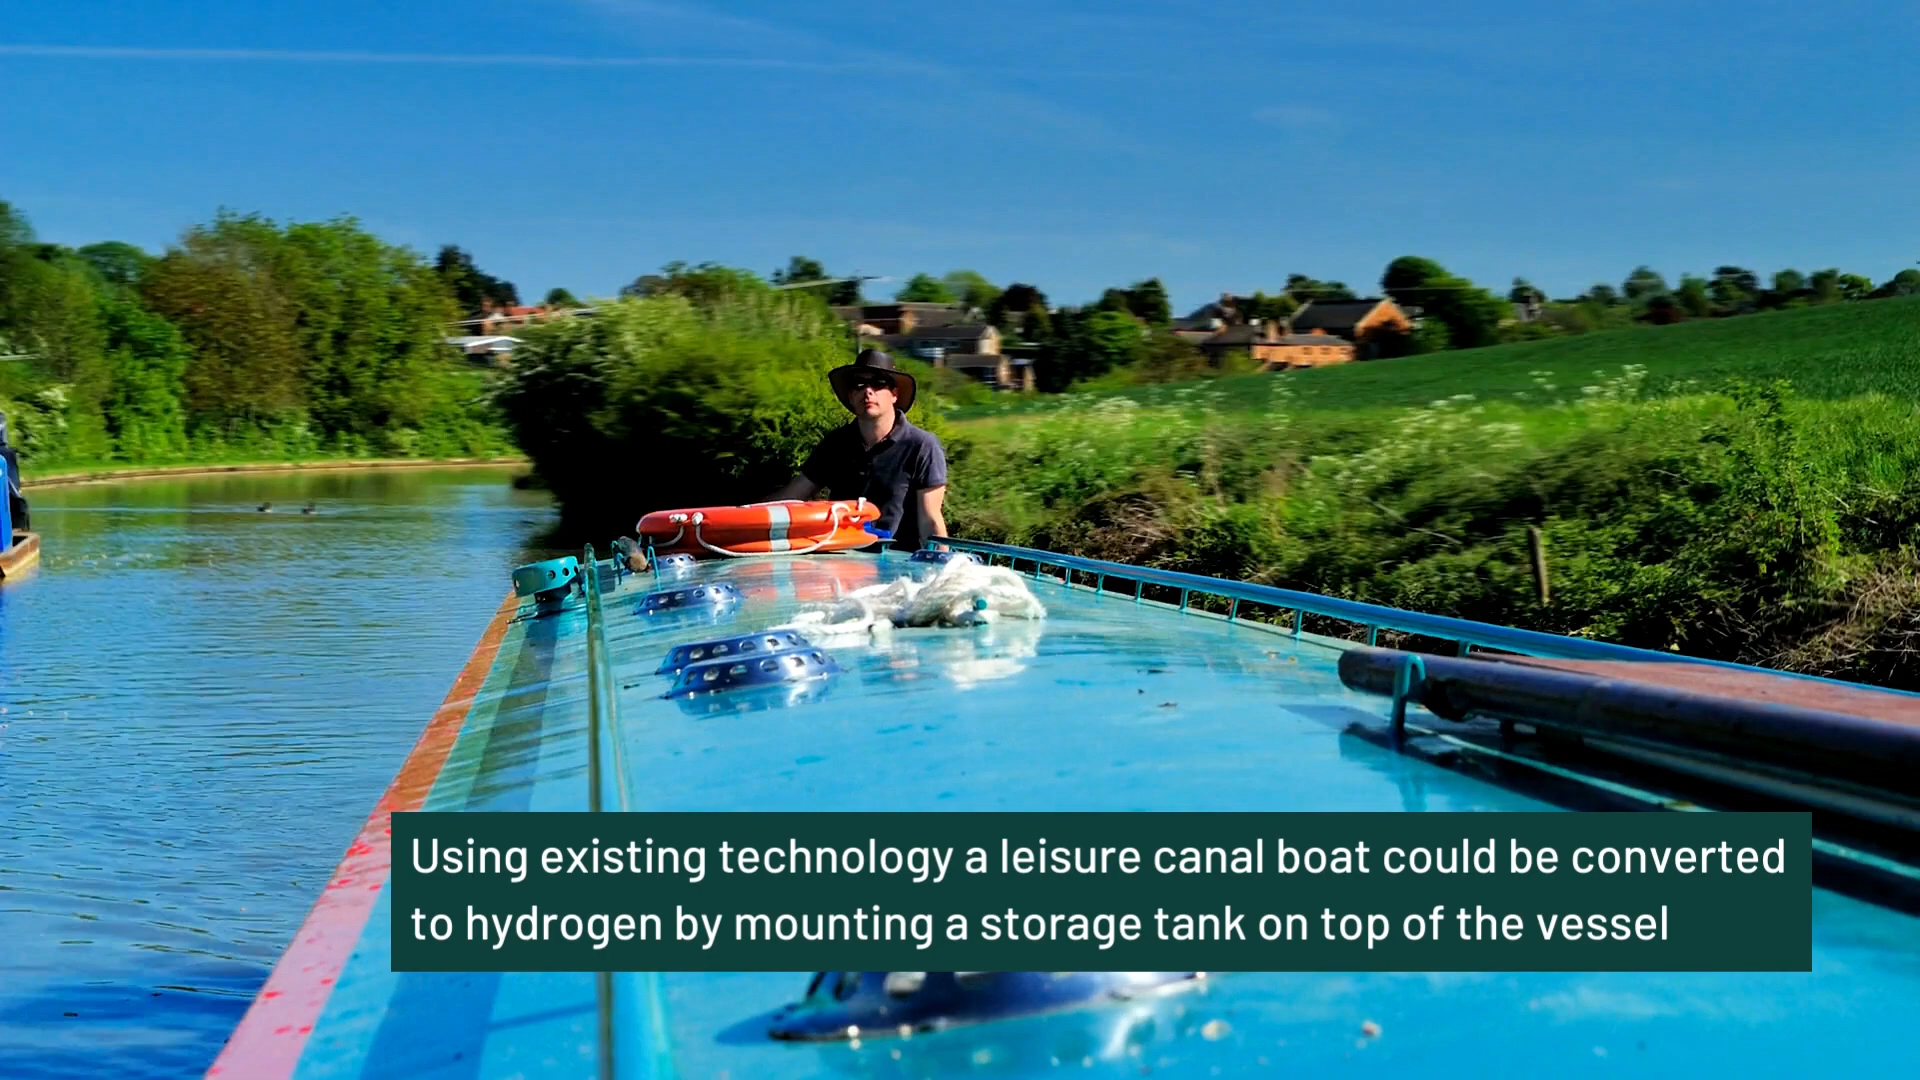 Using existing technology a leisure canal boat could be converted
to hydrogen by mounting a storage tank on top of the vessel